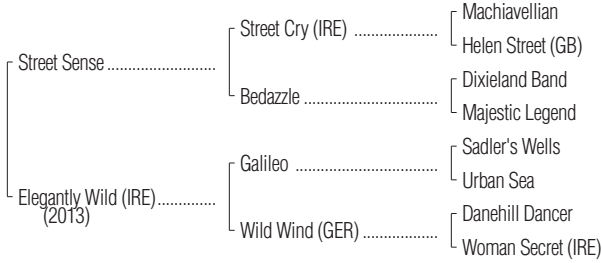 Machiavellian
Street Cry (IRE) ..................
Helen Street (GB)
Street Sense ........................
Dixieland Band
Bedazzle .............................
Majestic Legend
Sadler's Wells
Galileo ...............................
Urban Sea
Elegantly Wild (IRE).............
(2013)
Danehill Dancer
Wild Wind (GER) .................
Woman Secret (IRE)